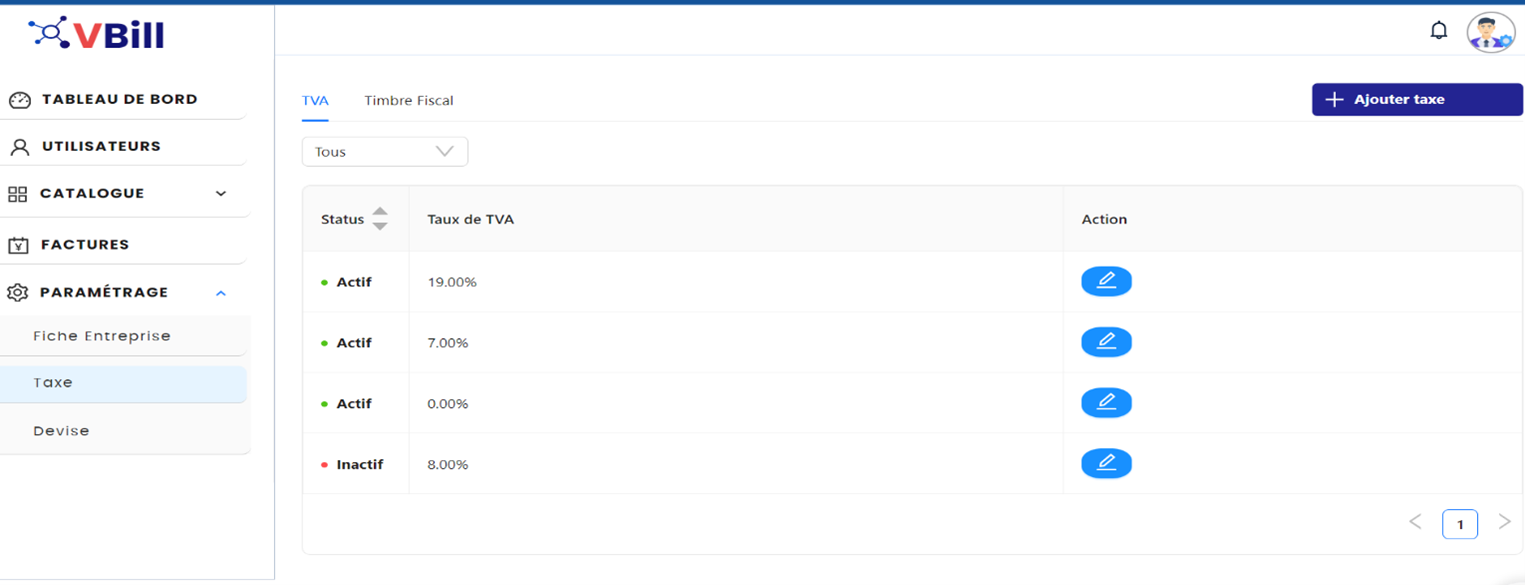 VBill
TABLEAU DE BORD
UTILISATEURS
CATALOGUE
FACTURES
PARAMÉTRAGE
Fiche Entreprise
Taxe
Devise
TVA Timbre Fiscal
Ajouter taxe
Tous
Status Taux de TVA Action
Actif 19.00%
Actif 7.00%
Actif 0.00%
Inactif 8.00%
< 1 >